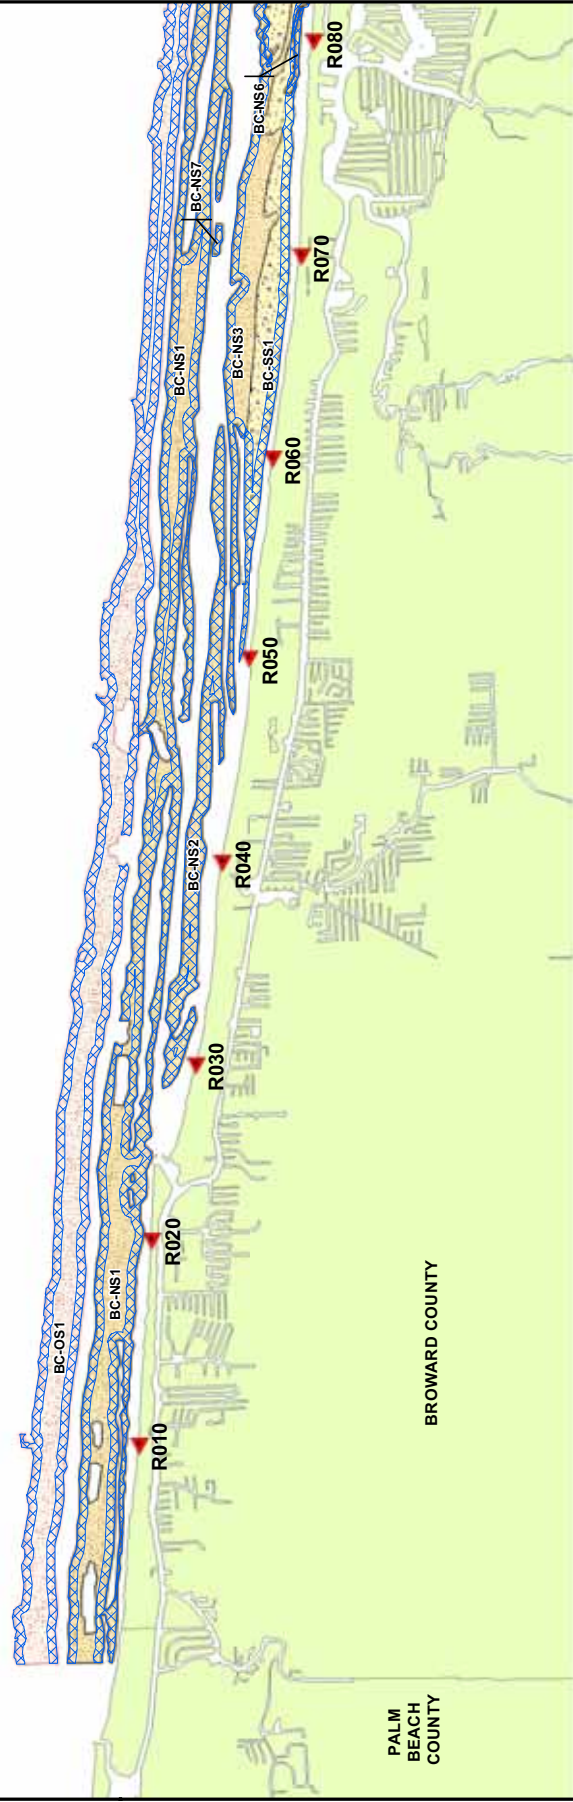 R080
BC-NS6
BC-NS7
R070
BC-NS3
BC-NS1
BC-SS1
R060
R050
BC-NS2
R040
R030
R020
BC-NS1
BC-OS1
R010
BROWARD COUNTY
PALM
BEACH
COUNTY